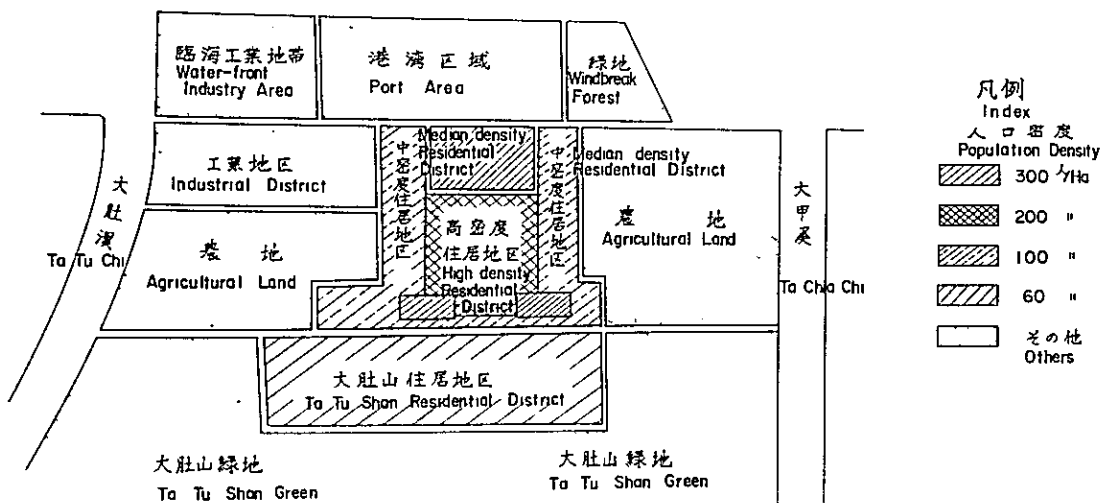 臨海工業地帯
Water-front
Industry Area
港湾区域
Port Area
緑地
Windbreak
Forest
工業地区
Industrial District
中密度住居地区
Median density
Residential
District
中密度住居地区
Median density
Residential District
大肚溪
Ta Tu Chi
農地
Agricultural Land
高密度
住居地区
High density
Residential
District
農地
Agricultural Land
大甲溪
Ta Chia Chi
大肚山住居地区
Ta Tu Shan Residential District
大肚山緑地
Ta Tu Shan Green
大肚山緑地
Ta Tu Shan Green
凡例
Index
人口密度
Population Density
300 人/Ha
200 〃
100 〃
60 〃
その他
Others